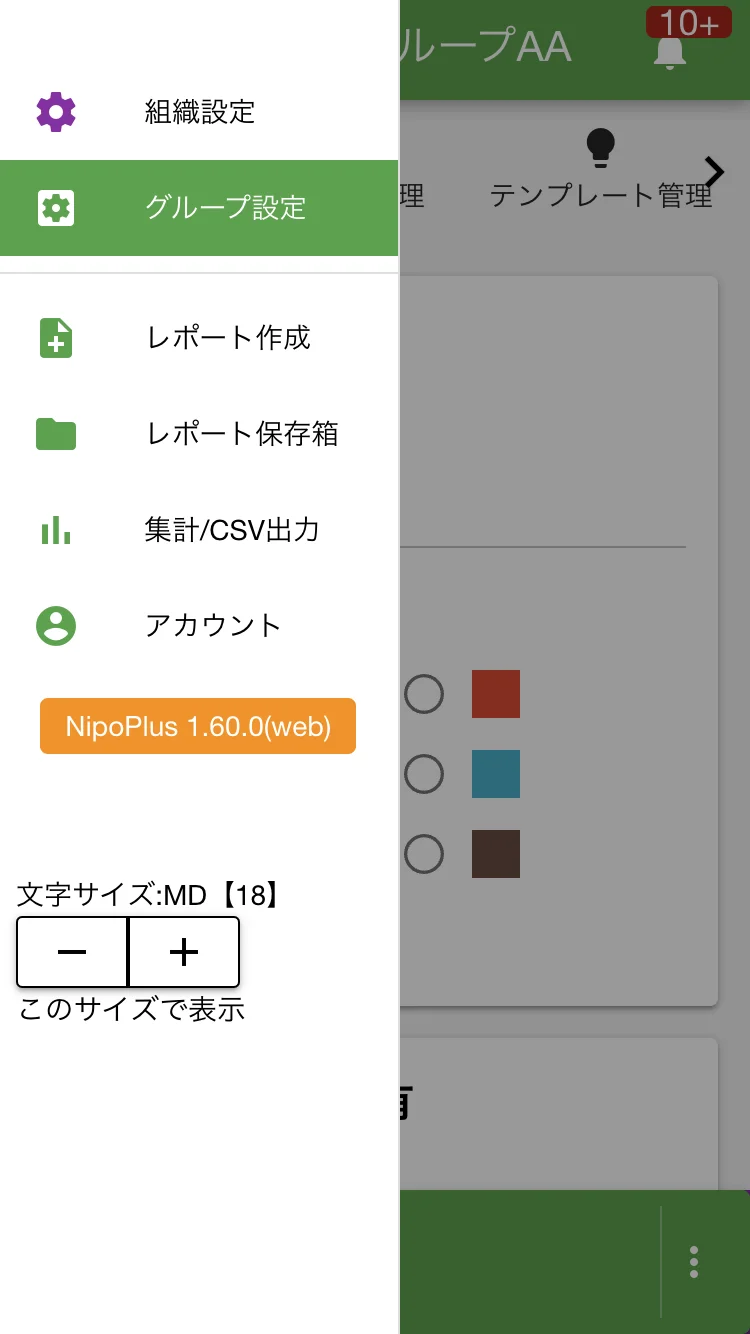 ループAA
10+
組織設定
理
テンプレート管理
グループ設定
レポート作成
レポート保存箱
集計/CSV出力
アカウント
NipoPlus 1.60.0(web)
文字サイズ:MD【18】
このサイズで表示